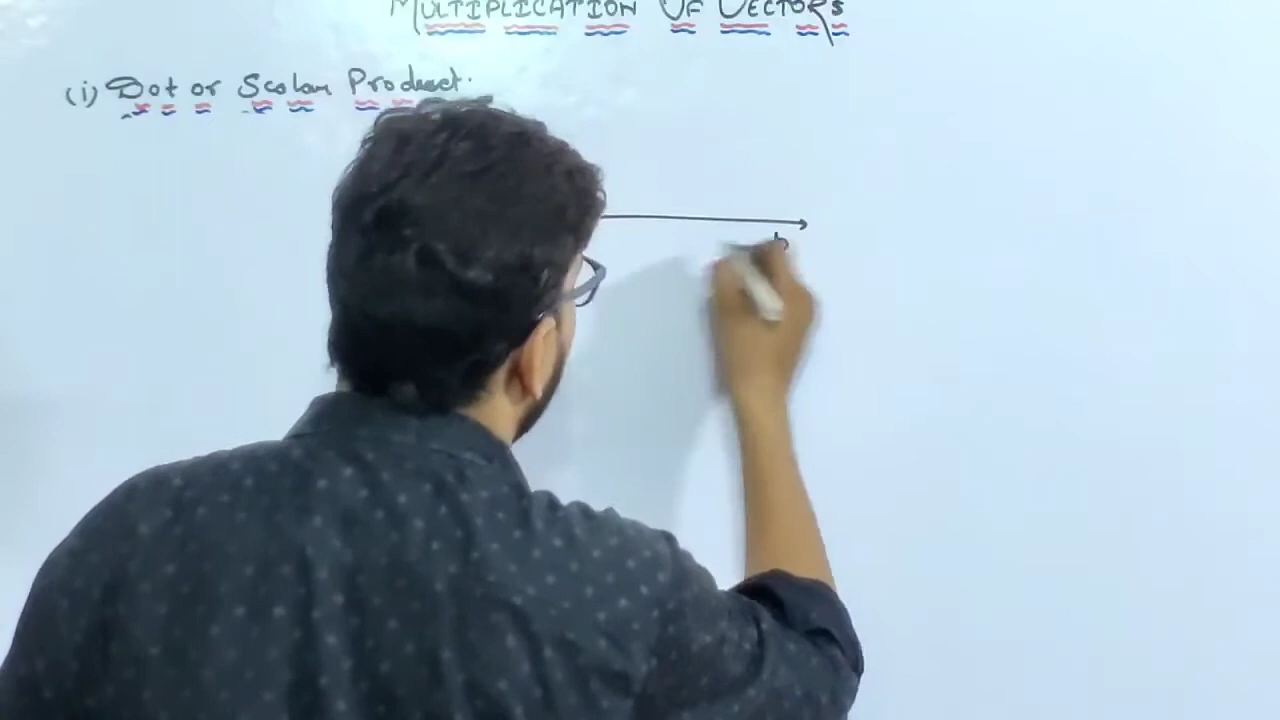 MULTIPLICATION OF VECTORS
(i) Dot or Scalar Product.
b